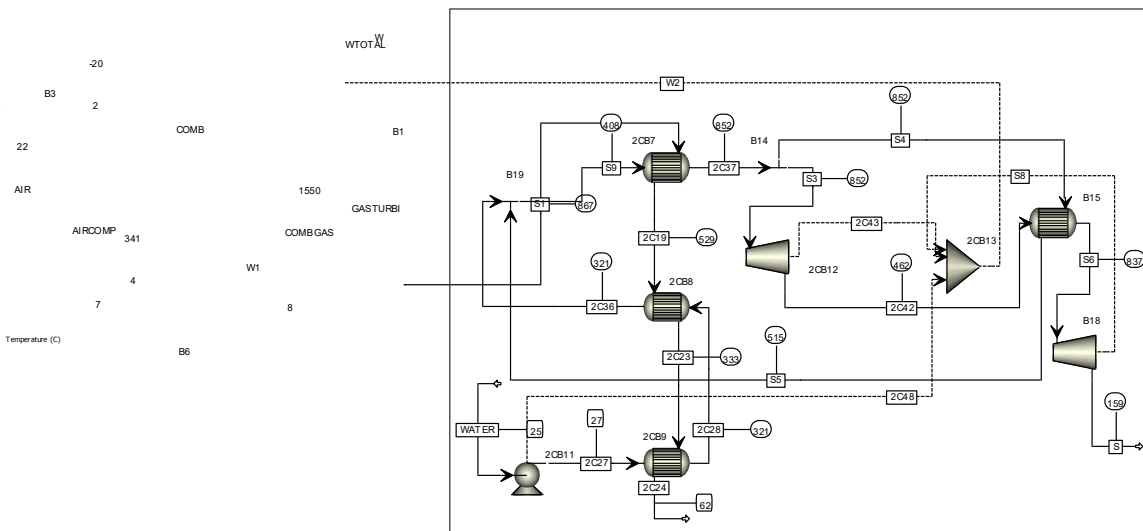 W
WTOTAL
-20
B3
2
COMB
B1
22
AIR
1550
GASTURBI
AIRCOMP
341
COMBGAS
W1
4
7
8
Temperature (C)
B6
W2
852
408
2CB7
852
B14
S4
S9
2C37
B19
S3
852
S8
S1
867
B15
2C43
2C19
529
2CB13
462
S6
837
321
2CB8
2CB12
2C36
2C42
B18
515
2C23
333
S5
2C48
159
27
WATER
25
2C28
321
2CB9
S
2CB11
2C27
2C24
62